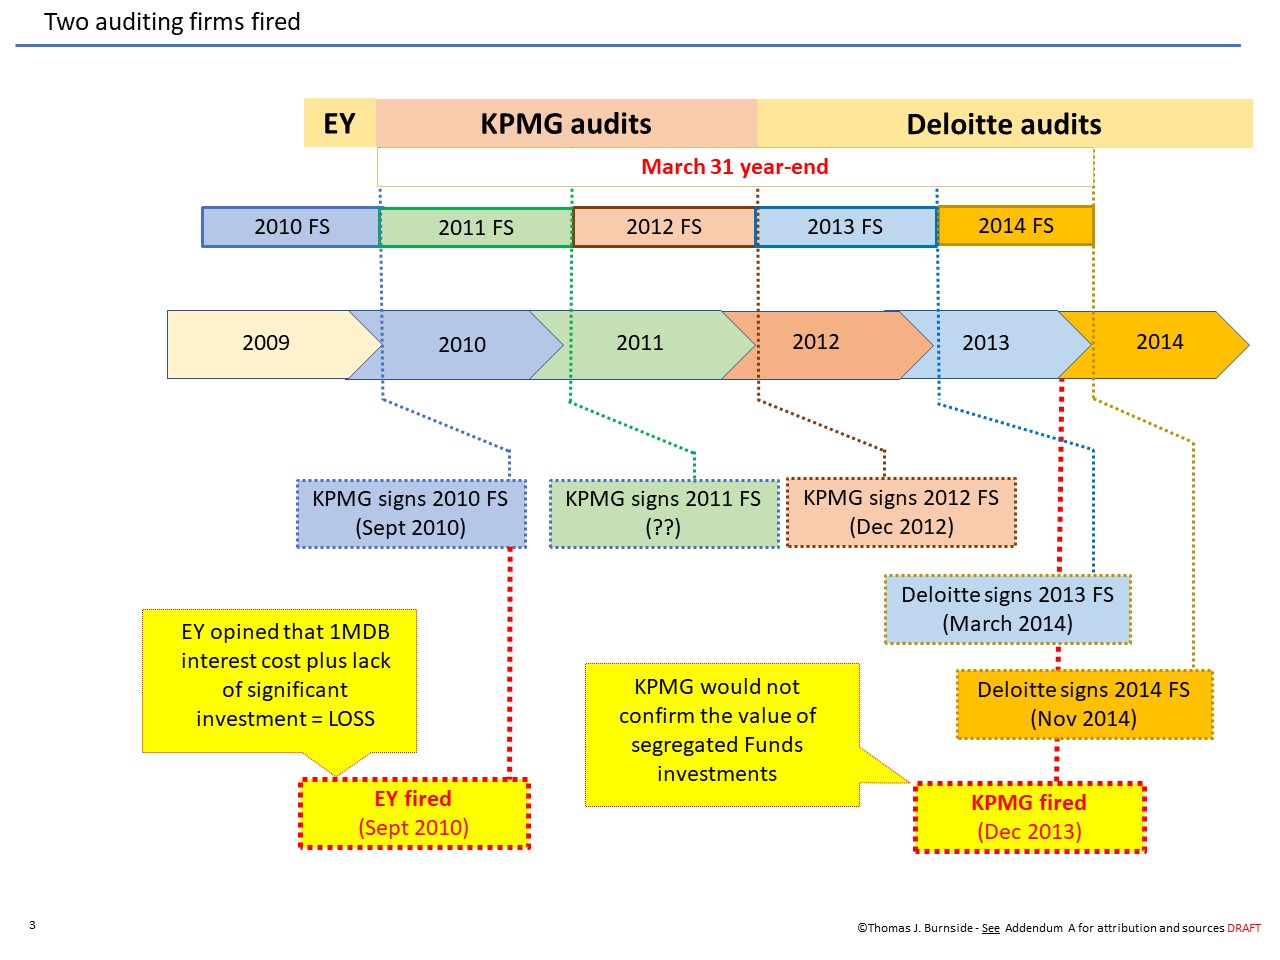 Two auditing firms fired
EY
KPMG audits
Deloitte audits
March 31 year-end
2010 FS
2011 FS
2012 FS
2013 FS
2014 FS
2009
2010
2011
2012
2013
2014
KPMG signs 2010 FS
(Sept 2010)
KPMG signs 2011 FS
(??)
KPMG signs 2012 FS
(Dec 2012)
Deloitte signs 2013 FS
(March 2014)
Deloitte signs 2014 FS
(Nov 2014)
EY opined that 1MDB
interest cost plus lack
of significant
investment = LOSS
KPMG would not
confirm the value of
segregated Funds
investments
EY fired
(Sept 2010)
KPMG fired
(Dec 2013)
3
©Thomas J. Burnside - See Addendum A for attribution and sources DRAFT